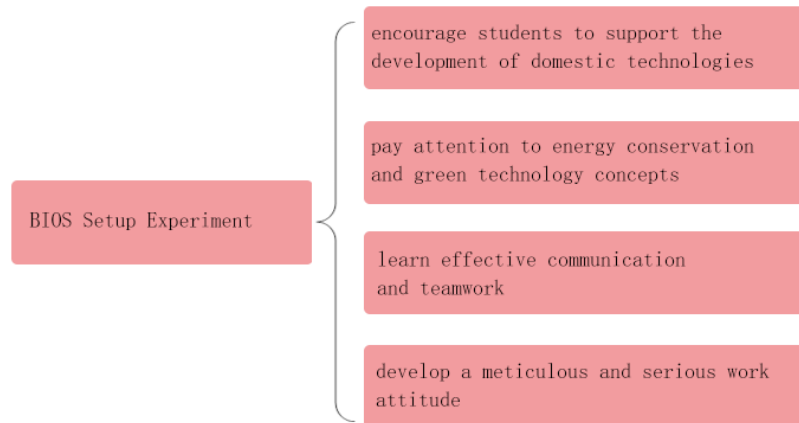 BIOS Setup Experiment
encourage students to support the
development of domestic technologies
pay attention to energy conservation
and green technology concepts
learn effective communication
and teamwork
develop a meticulous and serious work
attitude